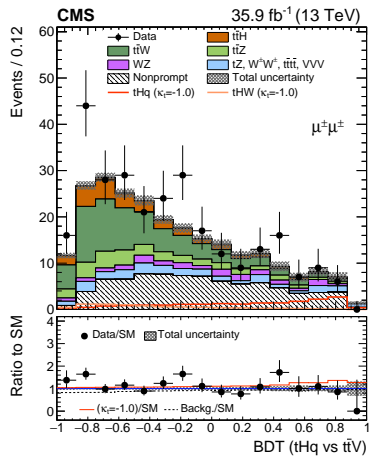 CMS 35.9 fb⁻¹ (13 TeV)
Events / 0.12
60
50
40
30
20
10
0
Data tt̄H
tt̄W tt̄Z
WZ tZ, W±W±, tt̄tt̄, VVV
Nonprompt Total uncertainty
tHq (κt=-1.0) tHW (κt=-1.0)
μ±μ±
Ratio to SM
4
3
2
1
0
Data/SM Total uncertainty
(κt=-1.0)/SM Backg./SM
−1 −0.8 −0.6 −0.4 −0.2 0 0.2 0.4 0.6 0.8 1
BDT (tHq vs tt̄V)